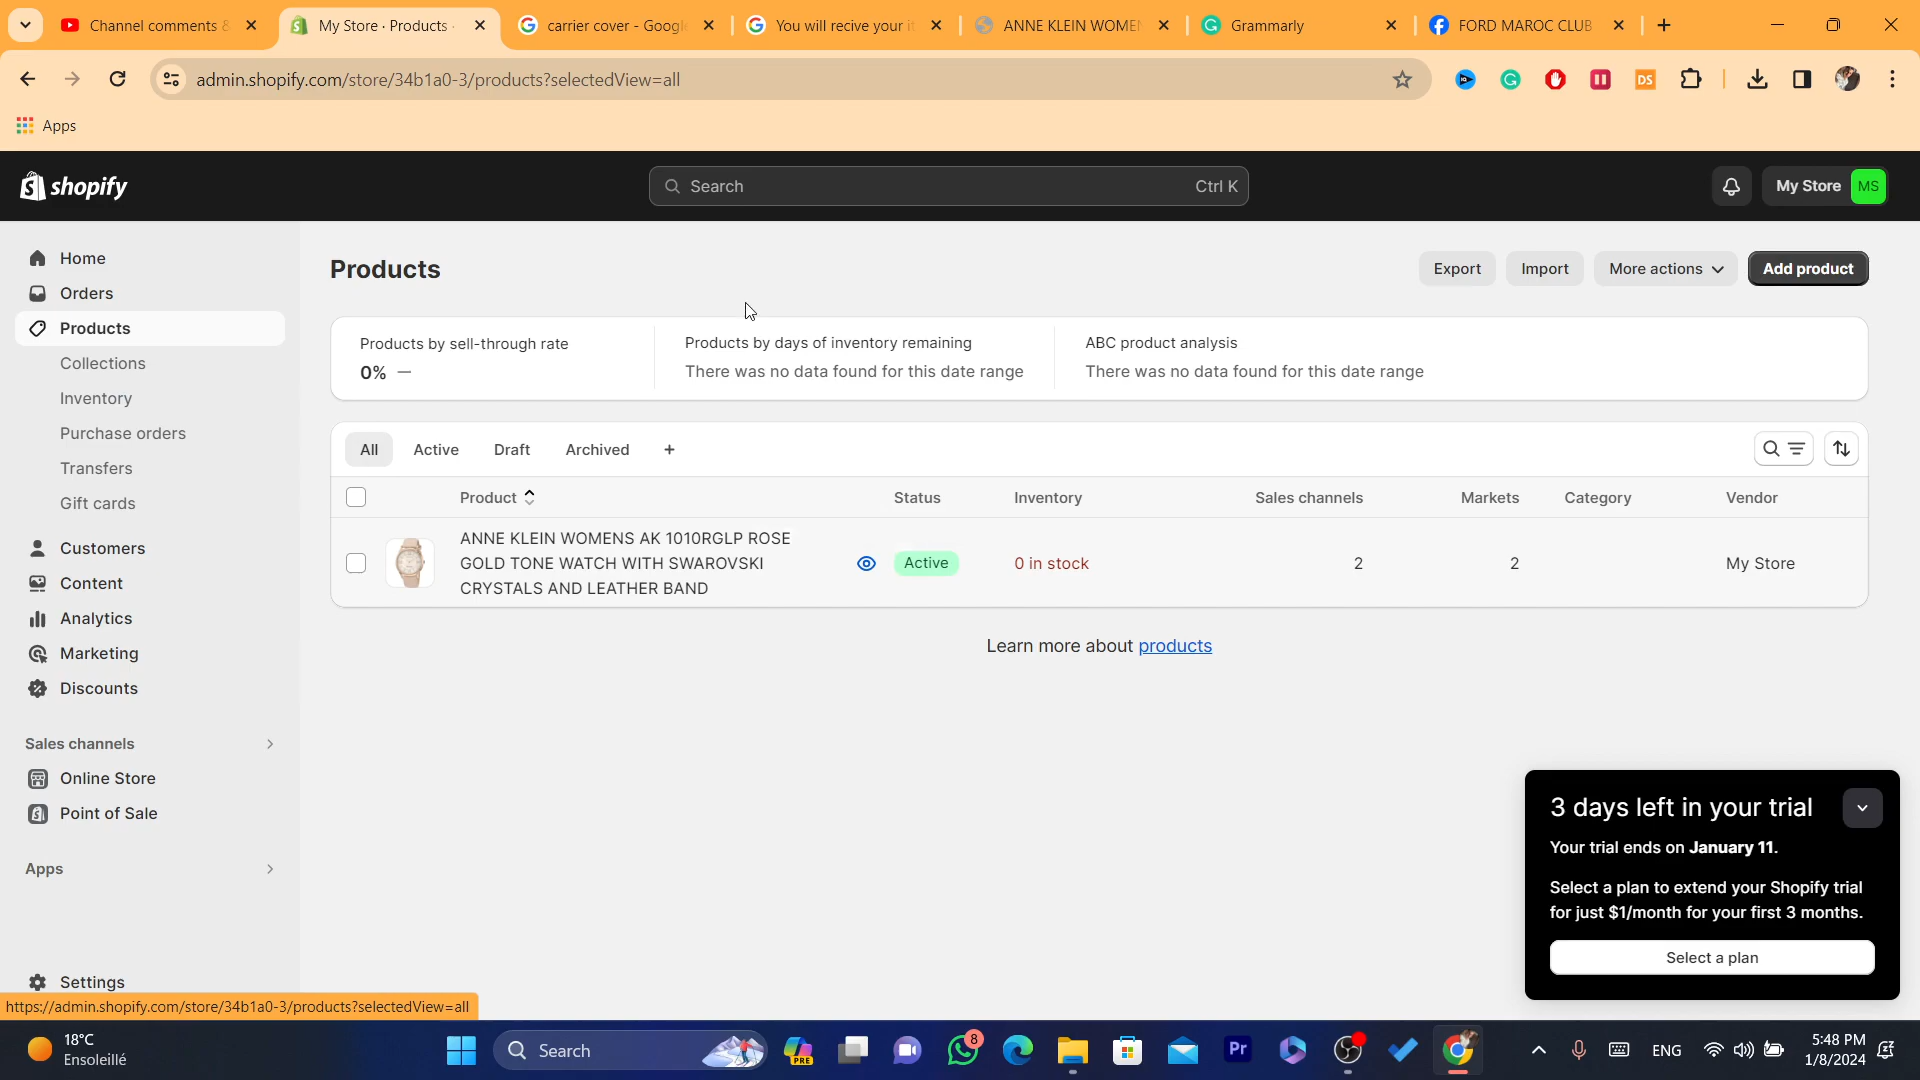 Channel comments &
My Store · Products ·
carrier cover - Google
You will recive your it
ANNE KLEIN WOMEN
Grammarly
FORD MAROC CLUB
admin.shopify.com/store/34b1a0-3/products?selectedView=all
DS
Apps
shopify
Search
Ctrl K
My Store
MS
Home
Orders
Products
Collections
Inventory
Purchase orders
Transfers
Gift cards
Customers
Content
Analytics
Marketing
Discounts
Sales channels
Online Store
Point of Sale
Apps
Settings
Products
Export
Import
More actions
Add product
Products by sell-through rate
0% —
Products by days of inventory remaining
There was no data found for this date range
ABC product analysis
There was no data found for this date range
All
Active
Draft
Archived
+
Product
Status
Inventory
Sales channels
Markets
Category
Vendor
ANNE KLEIN WOMENS AK 1010RGLP ROSE
GOLD TONE WATCH WITH SWAROVSKI
CRYSTALS AND LEATHER BAND
Active
0 in stock
2
2
My Store
Learn more about products
3 days left in your trial
Your trial ends on January 11.
Select a plan to extend your Shopify trial
for just $1/month for your first 3 months.
Select a plan
https://admin.shopify.com/store/34b1a0-3/products?selectedView=all
18°C
Ensoleillé
Search
PRE
8
Pr
ENG
5:48 PM
1/8/2024